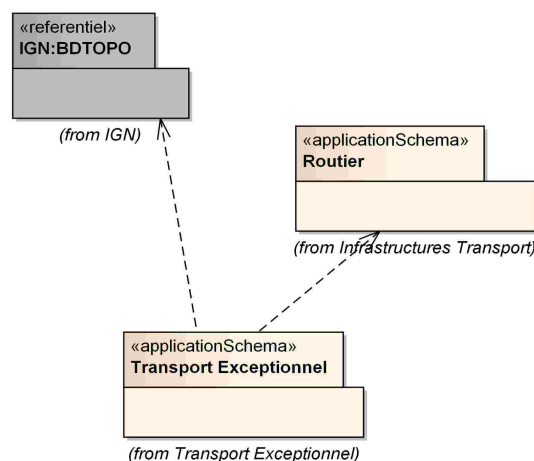 «referentiel»
IGN:BDTOPO
(from IGN)
«applicationSchema»
Routier
(from Infrastructures Transport)
«applicationSchema»
Transport Exceptionnel
(from Transport Exceptionnel)